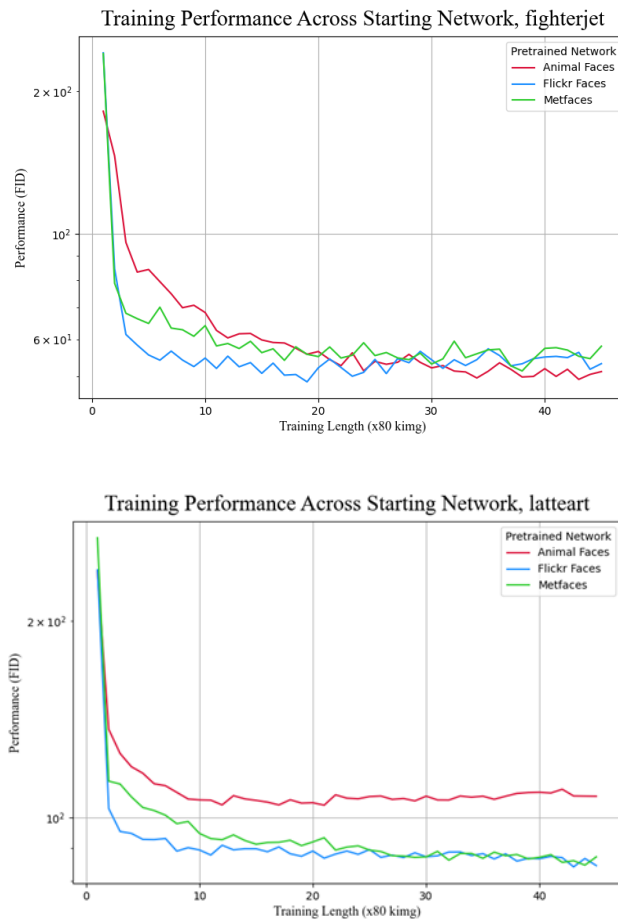 Training Performance Across Starting Network, fighterjet
Pretrained Network
Animal Faces
Flickr Faces
Metfaces
2 × 10²
10²
6 × 10¹
Performance (FID)
0 10 20 30 40
Training Length (x80 kimg)
Training Performance Across Starting Network, latteart
Pretrained Network
Animal Faces
Flickr Faces
Metfaces
2 × 10²
10²
Performance (FID)
0 10 20 30 40
Training Length (x80 kimg)